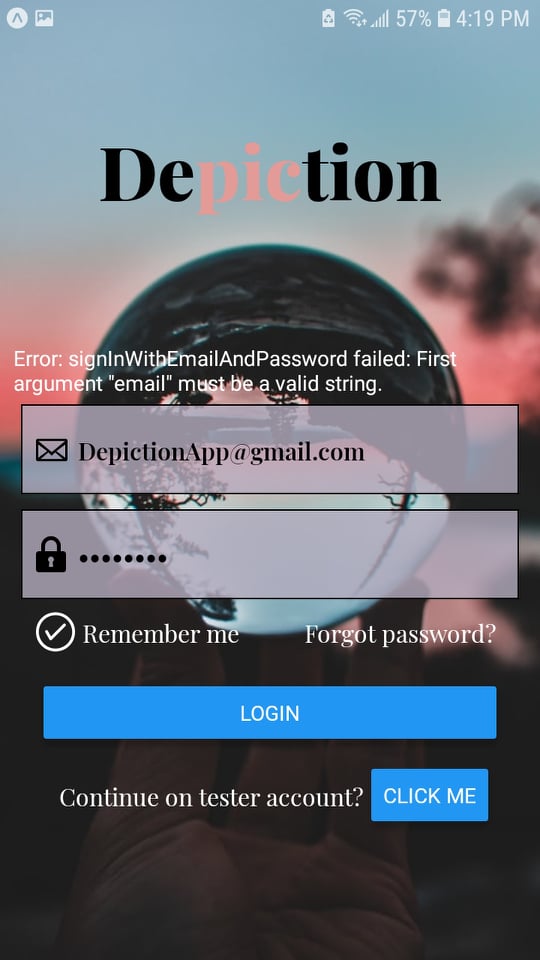 57% 4:19 PM
Depiction
Error: signInWithEmailAndPassword failed: First
argument "email" must be a valid string.
DepictionApp@gmail.com
Remember me Forgot password?
LOGIN
Continue on tester account? CLICK ME